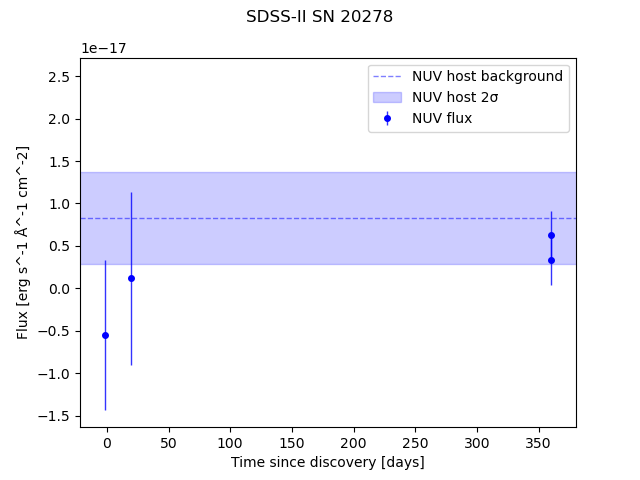 SDSS-II SN 20278
1e−17
NUV host background
NUV host 2σ
NUV flux
2.5
2.0
1.5
1.0
0.5
0.0
−0.5
−1.0
−1.5
Flux [erg s^-1 Å^-1 cm^-2]
0 50 100 150 200 250 300 350
Time since discovery [days]